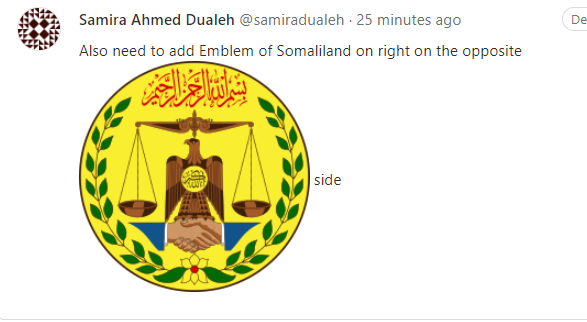 Samira Ahmed Dualeh @samiradualeh · 25 minutes ago
De
Also need to add Emblem of Somaliland on right on the opposite
بسم الله الرحمن الرحيم
side